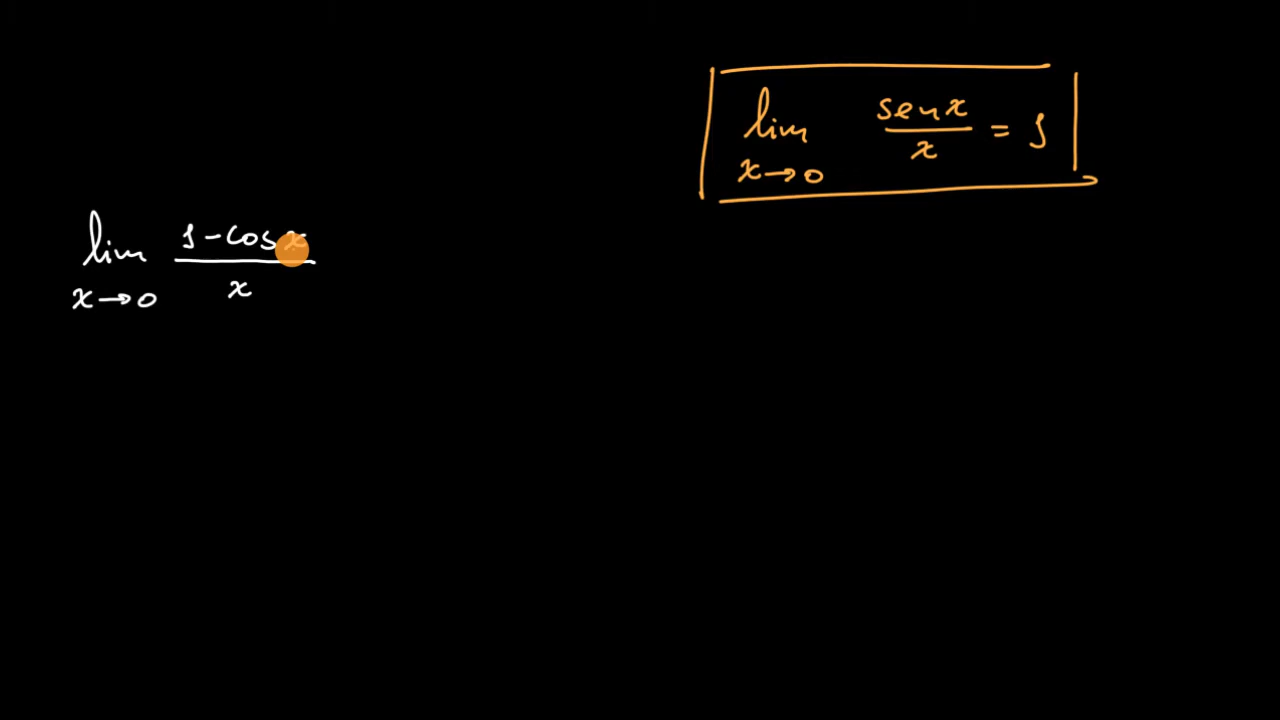 lim sen x / x = 1
x→0
lim 1-cos x / x
x→0